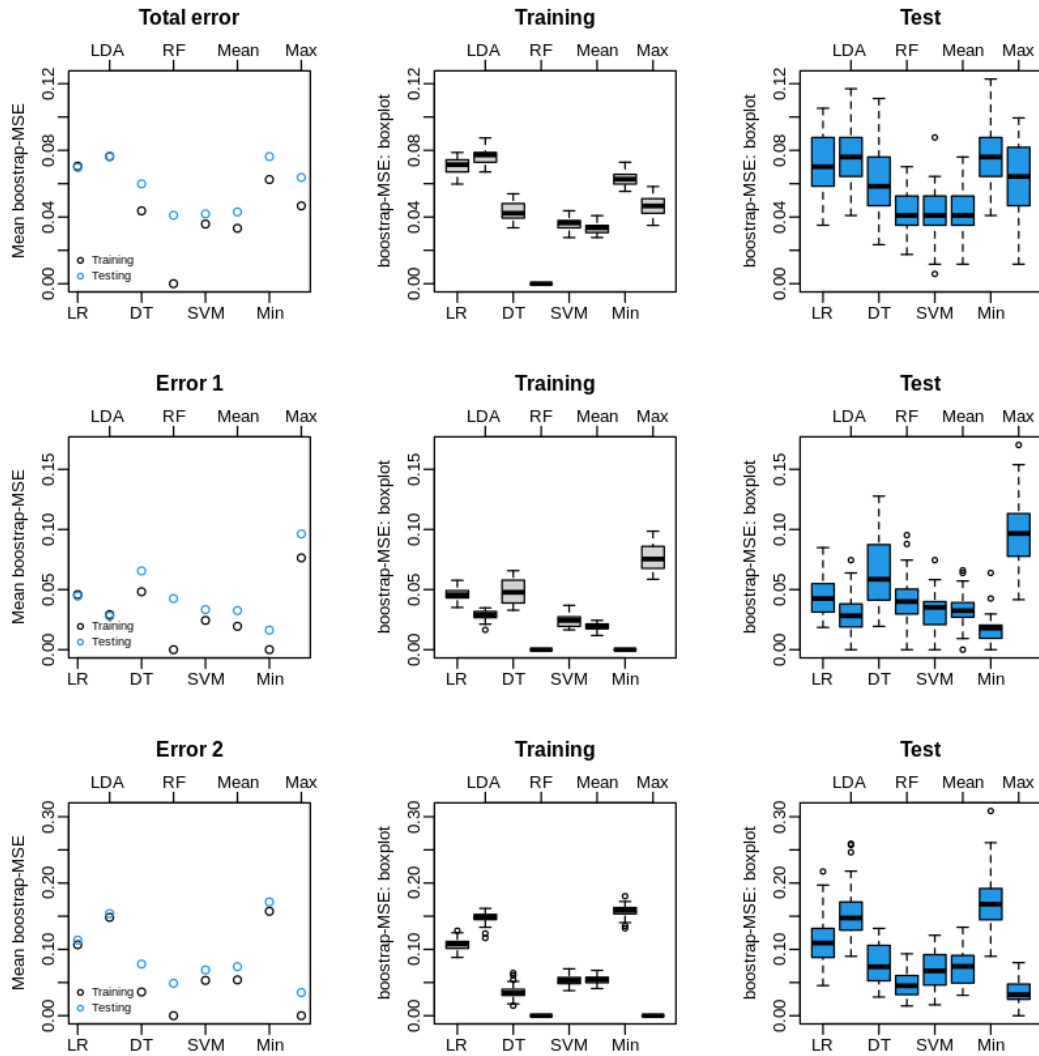 Total error
LDA RF Mean Max
Mean boostrap-MSE
0.00 0.04 0.08 0.12
Training
Testing
LR DT SVM Min
Training
LDA RF Mean Max
boostrap-MSE: boxplot
0.00 0.04 0.08 0.12
LR DT SVM Min
Test
LDA RF Mean Max
boostrap-MSE: boxplot
0.00 0.04 0.08 0.12
LR DT SVM Min
Error 1
LDA RF Mean Max
Mean boostrap-MSE
0.00 0.05 0.10 0.15
Training
Testing
LR DT SVM Min
Training
LDA RF Mean Max
boostrap-MSE: boxplot
0.00 0.05 0.10 0.15
LR DT SVM Min
Test
LDA RF Mean Max
boostrap-MSE: boxplot
0.00 0.05 0.10 0.15
LR DT SVM Min
Error 2
LDA RF Mean Max
Mean boostrap-MSE
0.00 0.10 0.20 0.30
Training
Testing
LR DT SVM Min
Training
LDA RF Mean Max
boostrap-MSE: boxplot
0.00 0.10 0.20 0.30
LR DT SVM Min
Test
LDA RF Mean Max
boostrap-MSE: boxplot
0.00 0.10 0.20 0.30
LR DT SVM Min